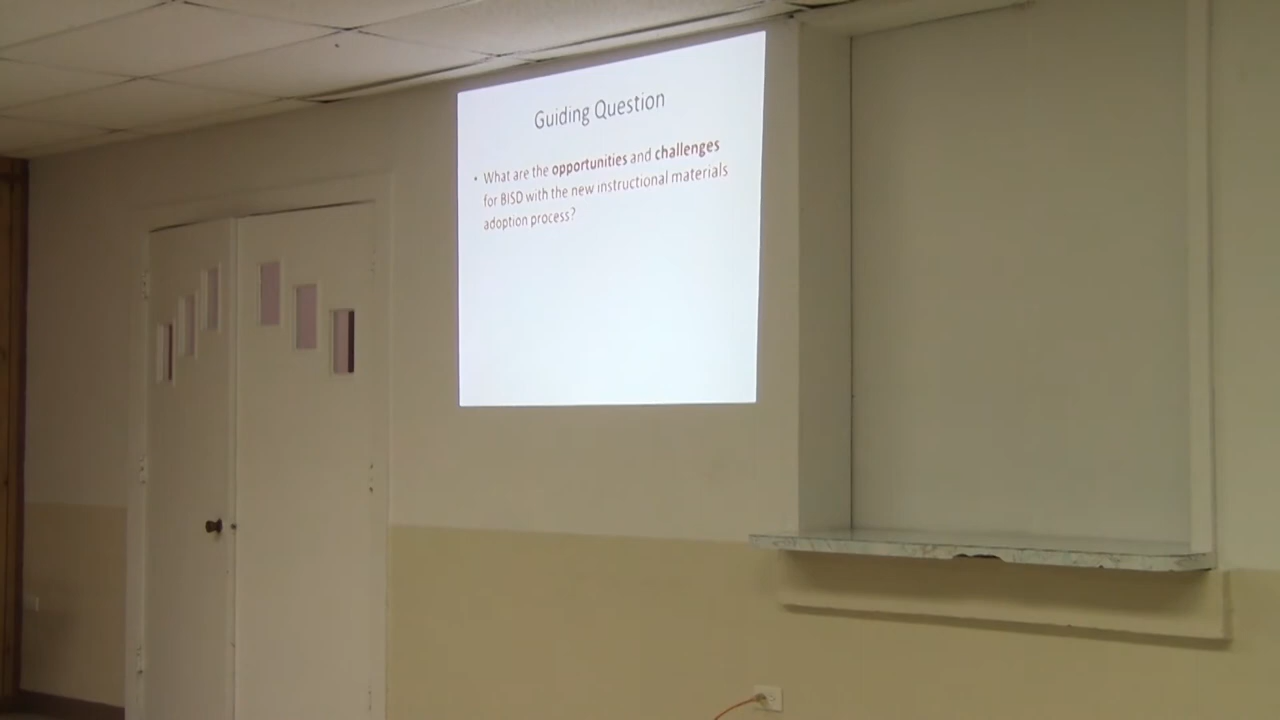 Guiding Question
• What are the opportunities and challenges
for BISD with the new instructional materials
adoption process?